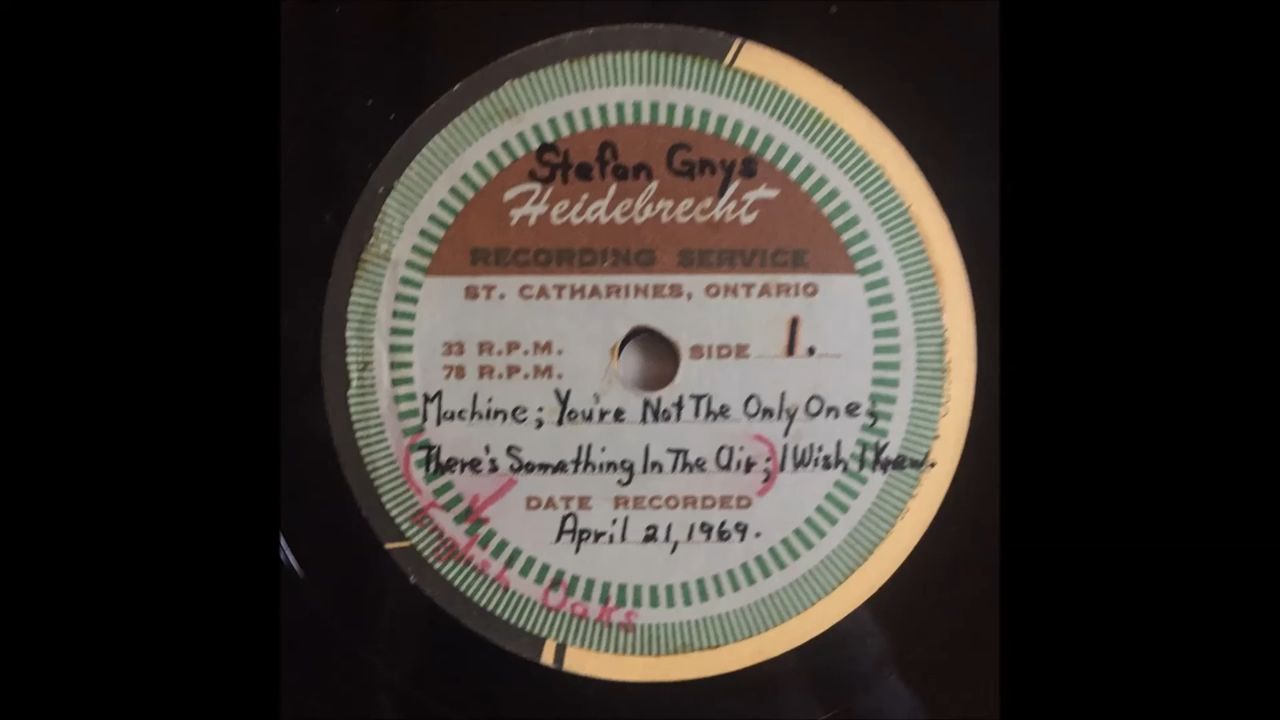 Stefan Gnys
Heidebrecht
RECORDING SERVICE
ST. CATHARINES, ONTARIO
33 R.P.M.
SIDE 1.
78 R.P.M.
Machine; You're Not The Only One;
(There's Something In The Air;) I Wish I Knew.
DATE RECORDED
April 21, 1969.
English Oaks